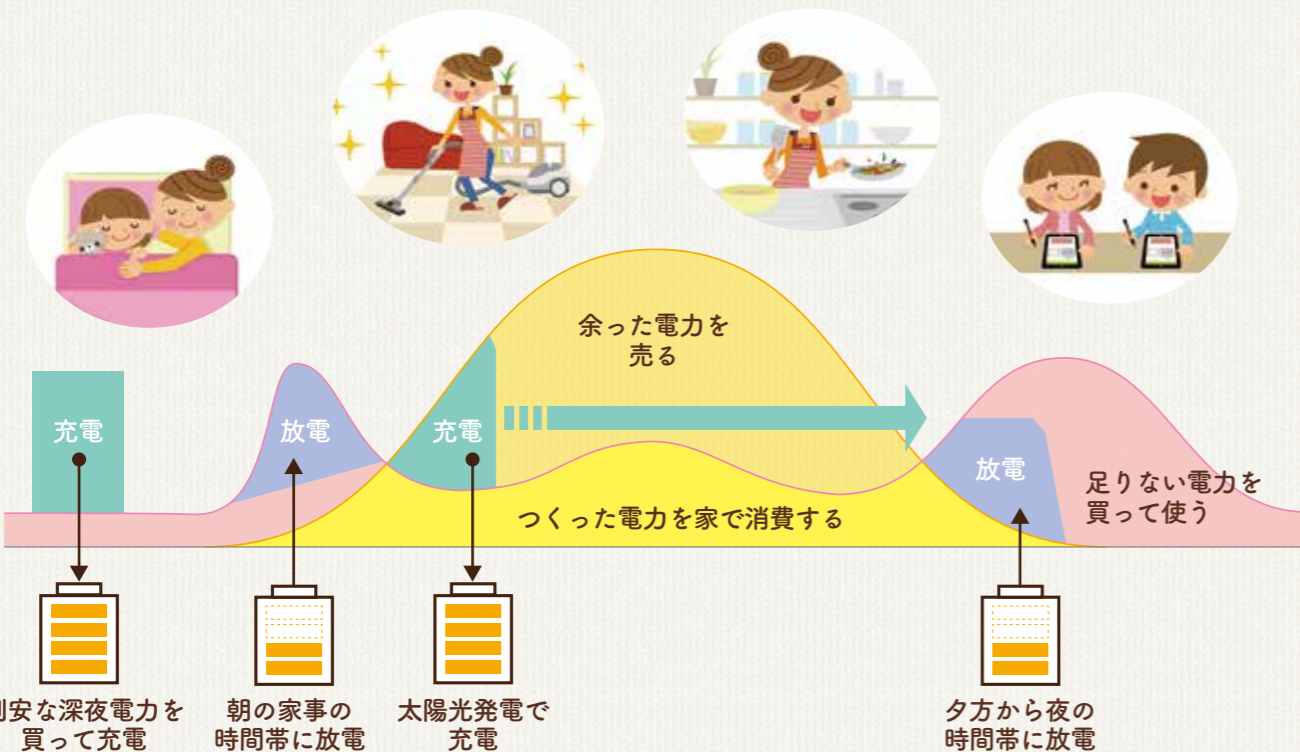 余った電力を
売る
充電
放電
充電
放電
足りない電力を
買って使う
つくった電力を家で消費する
安な深夜電力を
買って充電
朝の家事の
時間帯に放電
太陽光発電で
充電
夕方から夜の
時間帯に放電